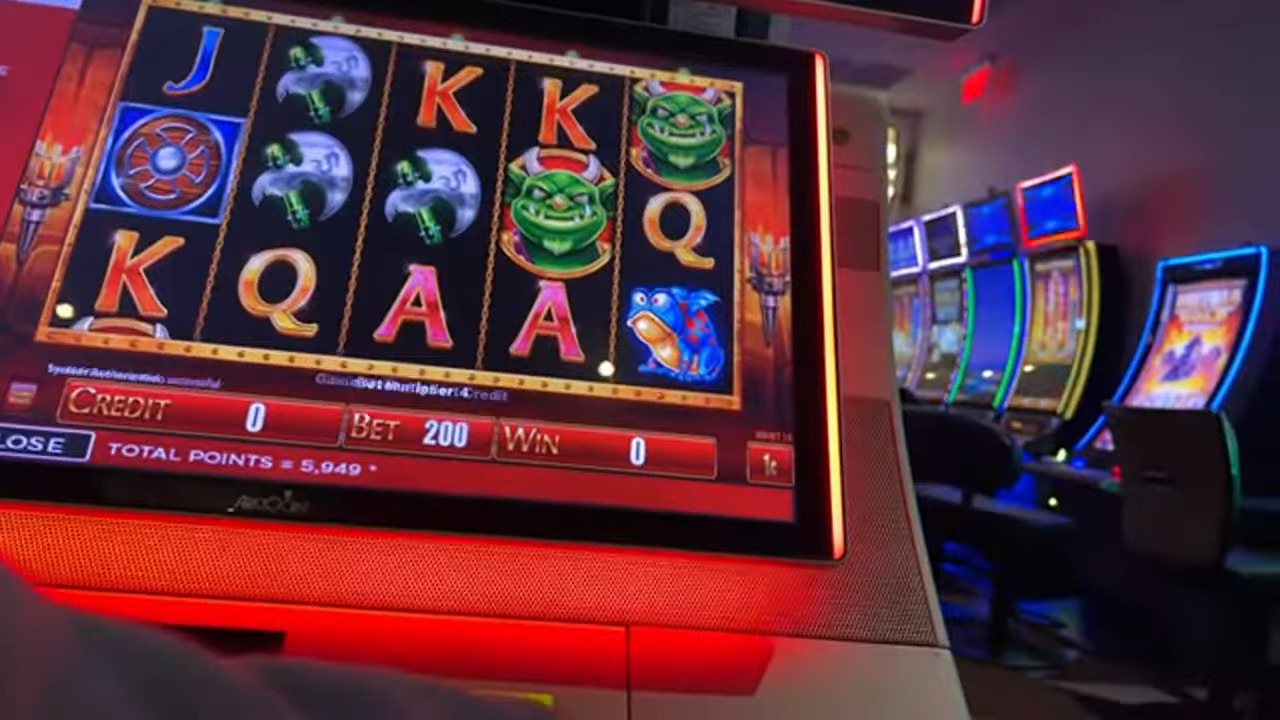 J K K
K Q Q
A A
CREDIT 0 BET 200 WIN 0
LOSE TOTAL POINTS = 5,949 *
1¢